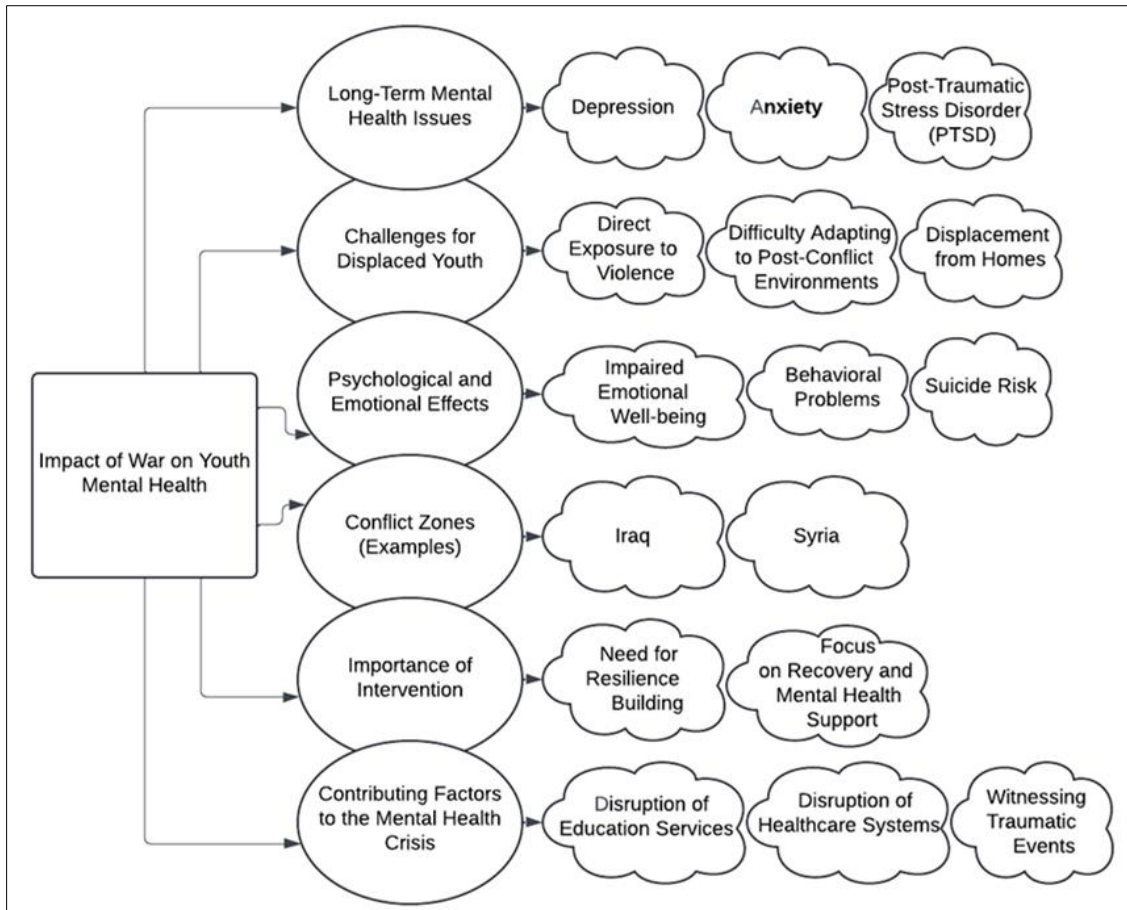 Long-Term Mental
Health Issues
Depression
Anxiety
Post-Traumatic
Stress Disorder
(PTSD)
Challenges for
Displaced Youth
Direct
Exposure to
Violence
Difficulty Adapting
to Post-Conflict
Environments
Displacement
from Homes
Psychological and
Emotional Effects
Impaired
Emotional
Well-being
Behavioral
Problems
Suicide Risk
Impact of War on Youth
Mental Health
Conflict Zones
(Examples)
Iraq
Syria
Importance of
Intervention
Need for
Resilience
Building
Focus
on Recovery and
Mental Health
Support
Contributing Factors
to the Mental Health
Crisis
Disruption of
Education Services
Disruption of
Healthcare Systems
Witnessing
Traumatic
Events